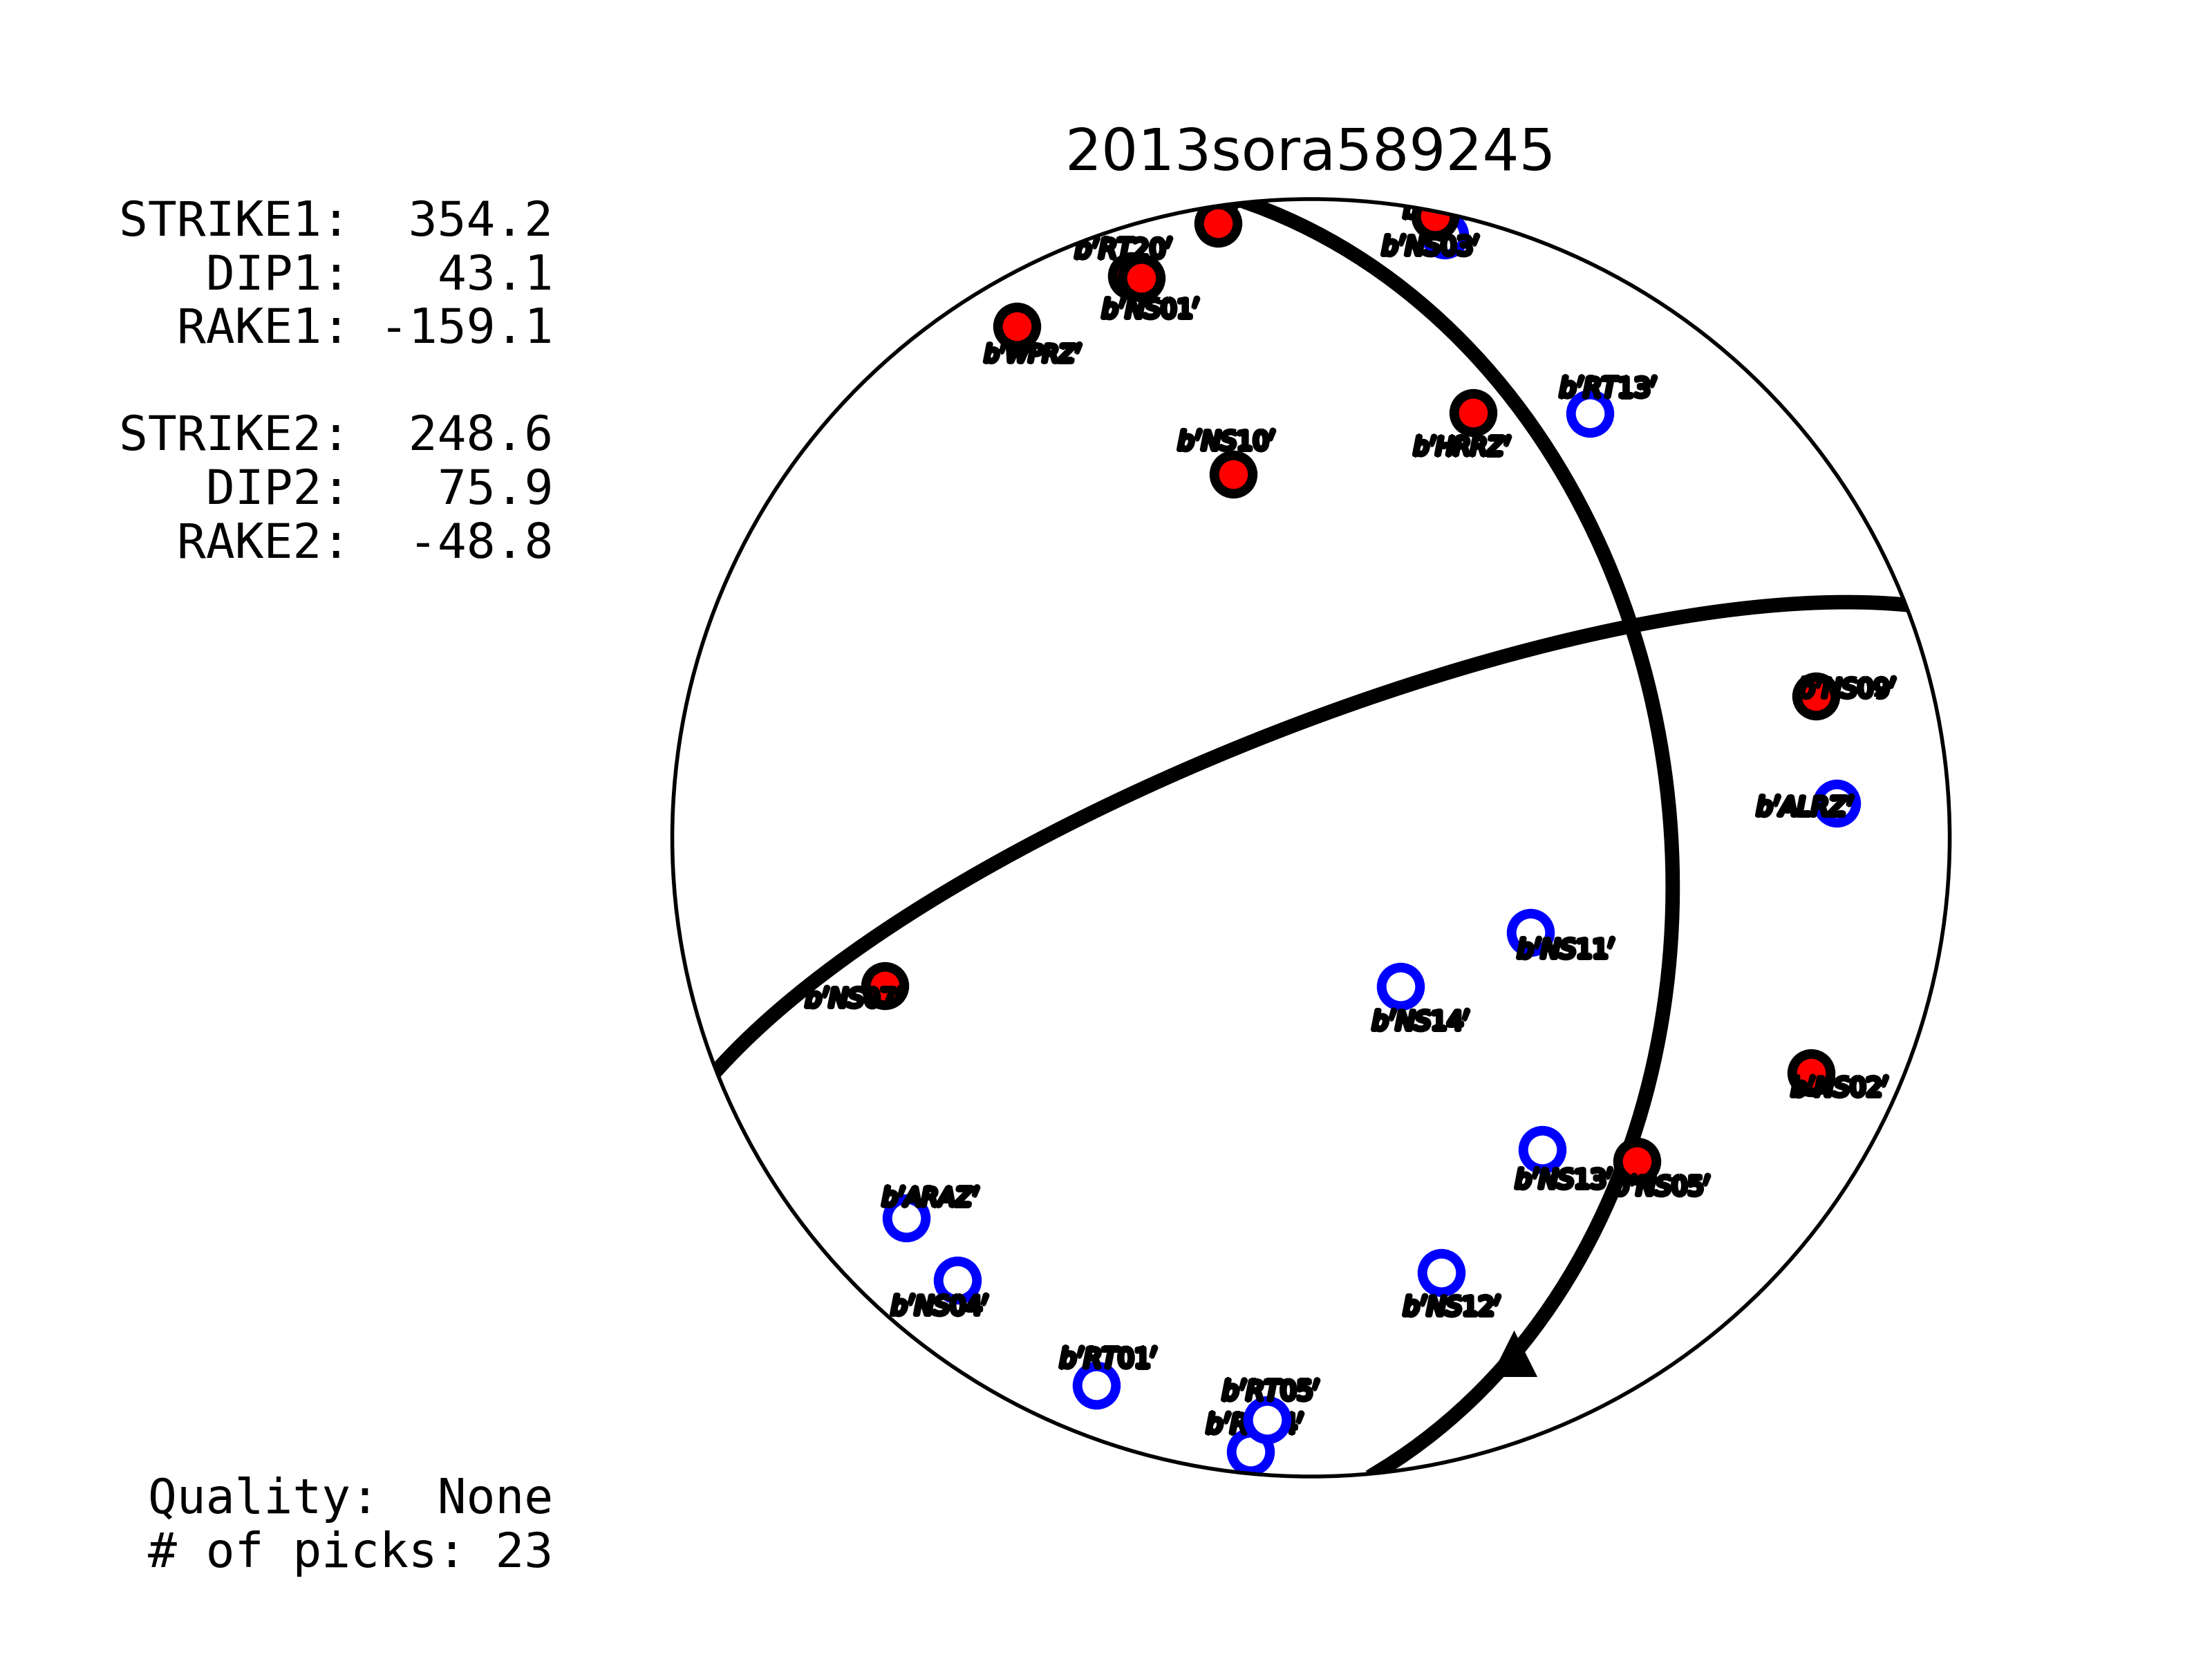 2013sora589245
STRIKE1: 354.2
DIP1: 43.1
RAKE1: -159.1
STRIKE2: 248.6
DIP2: 75.9
RAKE2: -48.8
b'RT20'
b'NS03'
b'NS01'
b'WPRZ'
b'RT13'
b'NS10'
b'HRRZ'
b'NS09'
b'ALRZ'
b'NS11'
b'NS14'
b'NS02'
b'NS13'
b'NS05'
b'ARAZ'
b'NS04'
b'NS12'
b'RT01'
b'RT05'
Quality: None
# of picks: 23